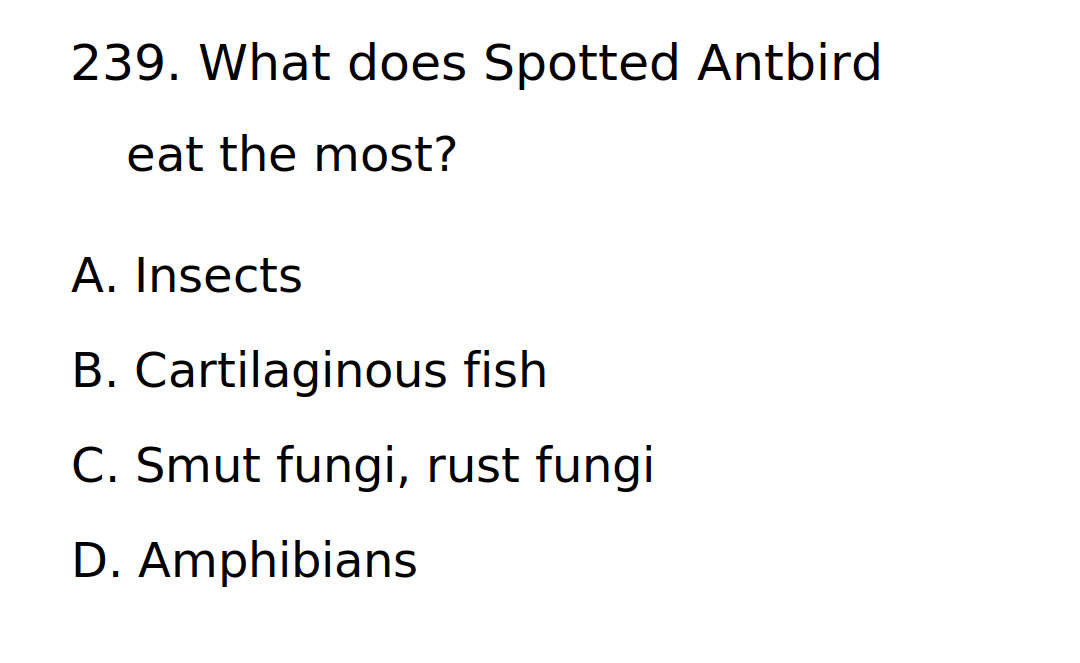 239. What does Spotted Antbird
eat the most?
A. Insects
B. Cartilaginous fish
C. Smut fungi, rust fungi
D. Amphibians